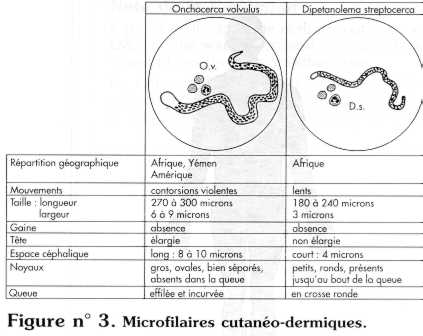 Onchocerca volvulus Dipetanolema streptocerca
O.v.
D.s.
Répartition géographique Afrique, Yémen Afrique
Amérique
Mouvements contorsions violentes lents
Taille : longueur 270 à 300 microns 180 à 240 microns
largeur 6 à 9 microns 3 microns
Gaine absence absence
Tête élargie non élargie
Espace céphalique long : 8 à 10 microns court : 4 microns
Noyaux gros, ovales, bien séparés, petits, ronds, présents
absents dans la queue jusqu'au bout de la queue
Queue effilée et incurvée en crosse ronde
Figure n° 3. Microfilaires cutanéo-dermiques.